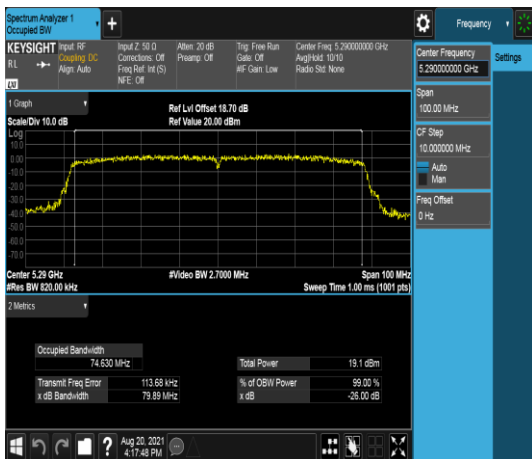 Spectrum Analyzer 1
Occupied BW
+
Frequency
KEYSIGHT
RL
LXI
Input: RF
Coupling: DC
Align: Auto
Input Z: 50 Ω
Corrections: Off
Freq Ref: Int (S)
NFE: Off
Atten: 20 dB
Preamp: Off
Trig: Free Run
Gate: Off
#IF Gain: Low
Center Freq: 5.290000000 GHz
Avg|Hold: 10/10
Radio Std: None
Center Frequency
5.290000000 GHz
Settings
Span
100.00 MHz
CF Step
10.000000 MHz
Auto
Man
Freq Offset
0 Hz
1 Graph
Scale/Div 10.0 dB
Ref Lvl Offset 18.70 dB
Ref Value 20.00 dBm
Log
10.0
0.00
-10.0
-20.0
-30.0
-40.0
-50.0
-60.0
-70.0
Center 5.29 GHz
#Res BW 820.00 kHz
#Video BW 2.7000 MHz
Span 100 MHz
Sweep Time 1.00 ms (1001 pts)
2 Metrics
Occupied Bandwidth
74.630 MHz
Total Power 19.1 dBm
Transmit Freq Error 113.68 kHz
% of OBW Power 99.00 %
x dB Bandwidth 79.89 MHz
x dB -26.00 dB
?
Aug 20, 2021
4:17:48 PM